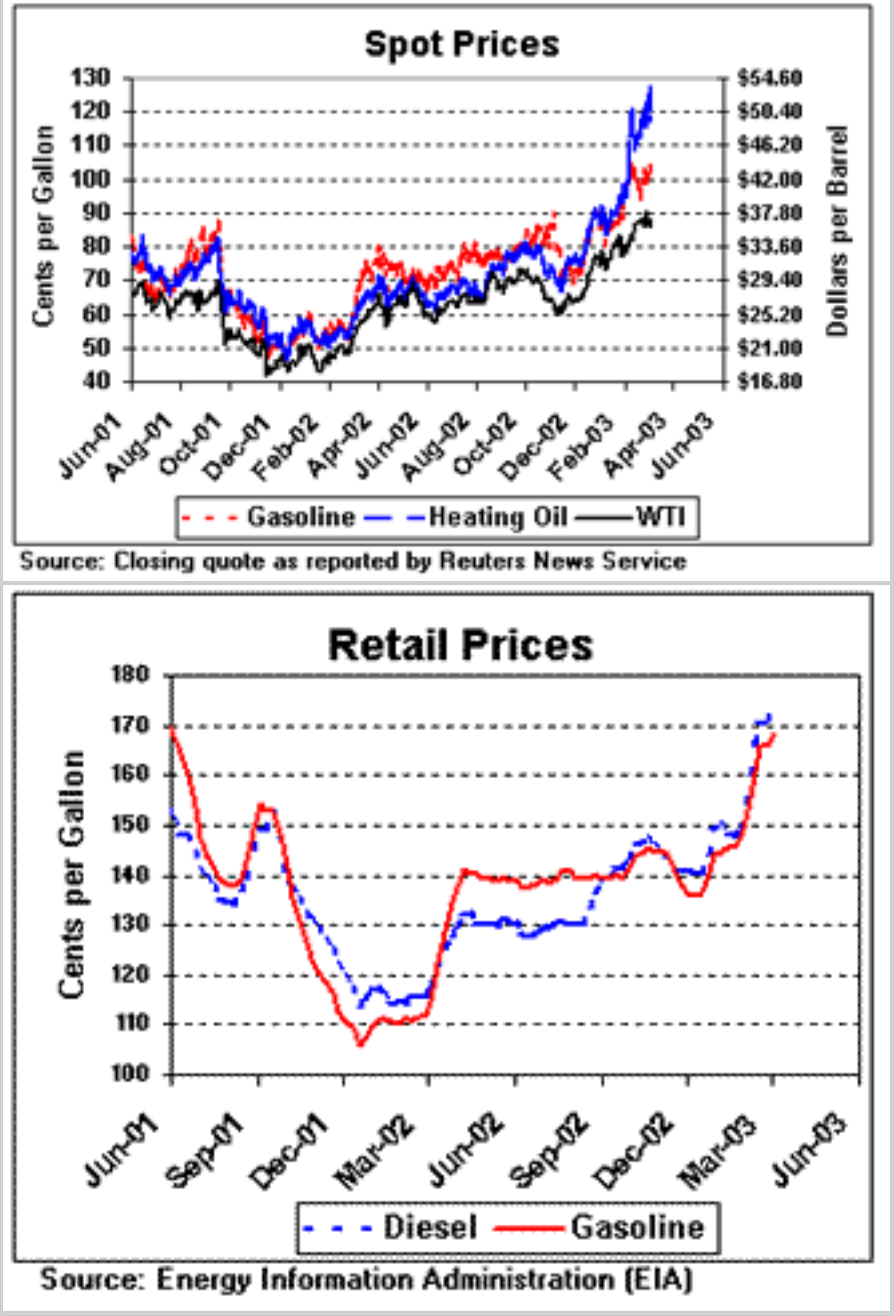 Spot Prices
Cents per Gallon
130
120
110
100
90
80
70
60
50
40
$54.60
$50.40
$46.20
$42.00
$37.80
$33.60
$29.40
$25.20
$21.00
$16.80
Dollars per Barrel
Jun-01
Aug-01
Oct-01
Dec-01
Feb-02
Apr-02
Jun-02
Aug-02
Oct-02
Dec-02
Feb-03
Apr-03
Jun-03
Gasoline Heating Oil WTI
Source: Closing quote as reported by Reuters News Service
Retail Prices
Cents per Gallon
180
170
160
150
140
130
120
110
100
Jun-01
Sep-01
Dec-01
Mar-02
Jun-02
Sep-02
Dec-02
Mar-03
Jun-03
Diesel Gasoline
Source: Energy Information Administration (EIA)